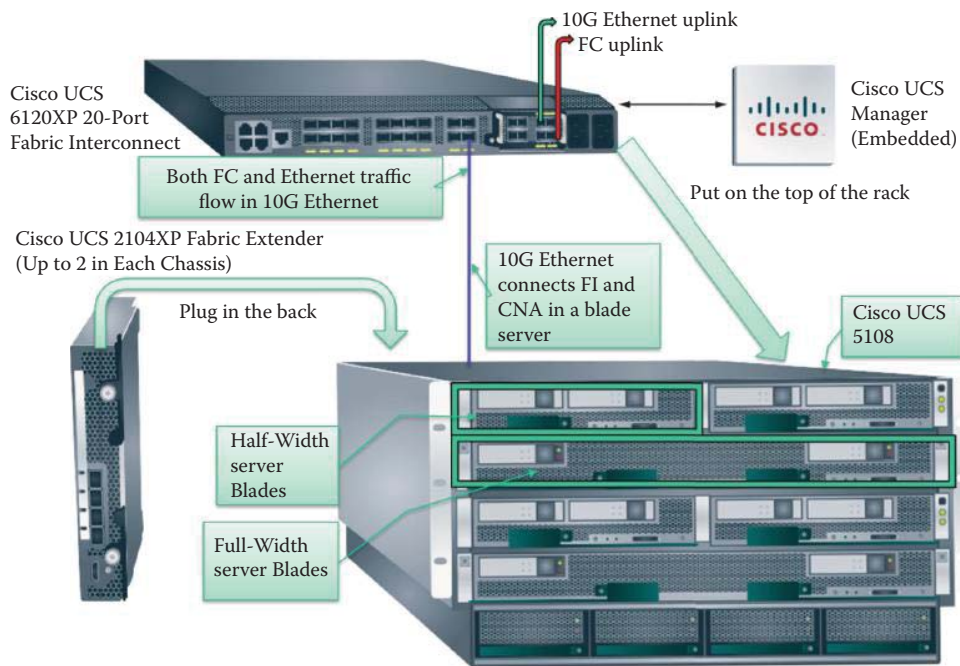 10G Ethernet uplink
FC uplink
Cisco UCS
6120XP 20-Port
Fabric Interconnect
CISCO
Cisco UCS
Manager
(Embedded)
Both FC and Ethernet traffic
flow in 10G Ethernet
Put on the top of the rack
Cisco UCS 2104XP Fabric Extender
(Up to 2 in Each Chassis)
Plug in the back
10G Ethernet
connects FI and
CNA in a blade
server
Cisco UCS
5108
Half-Width
server
Blades
Full-Width
server Blades